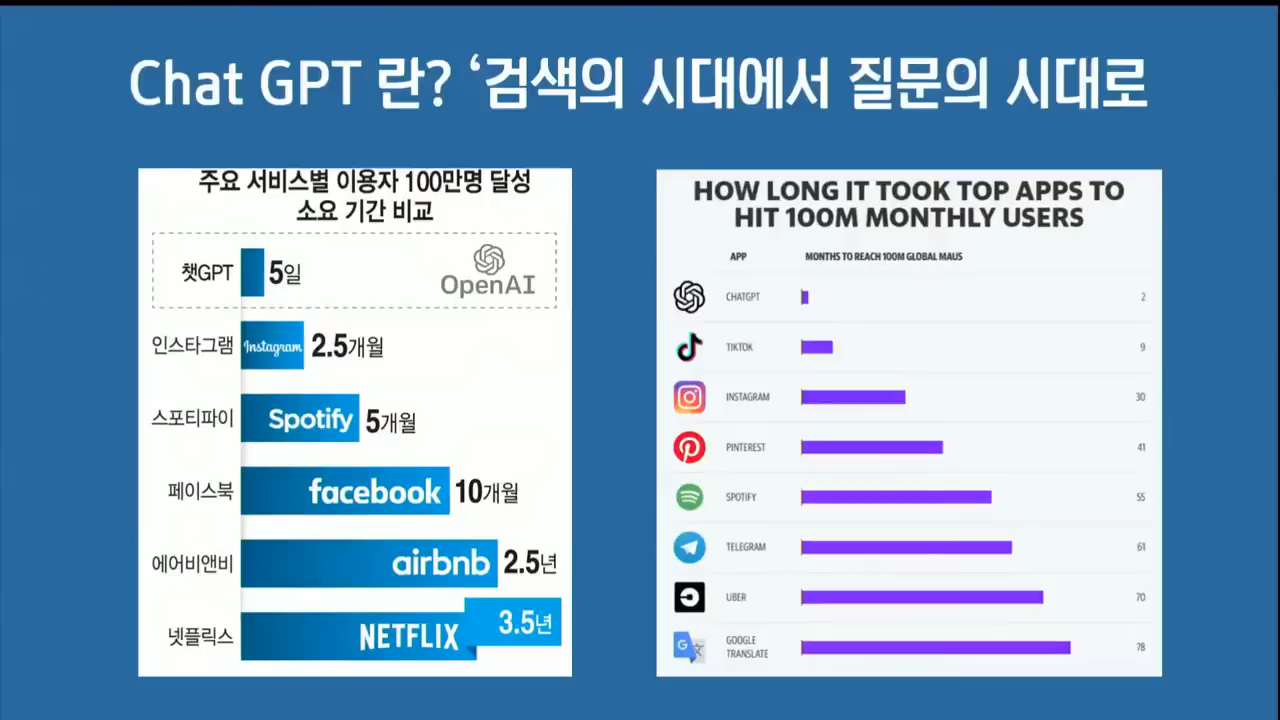 Chat GPT 란? ‘검색의 시대에서 질문의 시대로
주요 서비스별 이용자 100만명 달성
소요 기간 비교
챗GPT 5일 OpenAI
인스타그램 Instagram 2.5개월
스포티파이 Spotify 5개월
페이스북 facebook 10개월
에어비앤비 airbnb 2.5년
넷플릭스 NETFLIX 3.5년
HOW LONG IT TOOK TOP APPS TO
HIT 100M MONTHLY USERS
APP MONTHS TO REACH 100M GLOBAL MAUS
CHATGPT 2
TIKTOK 9
INSTAGRAM 30
PINTEREST 41
SPOTIFY 55
TELEGRAM 61
UBER 70
GOOGLE
TRANSLATE 78